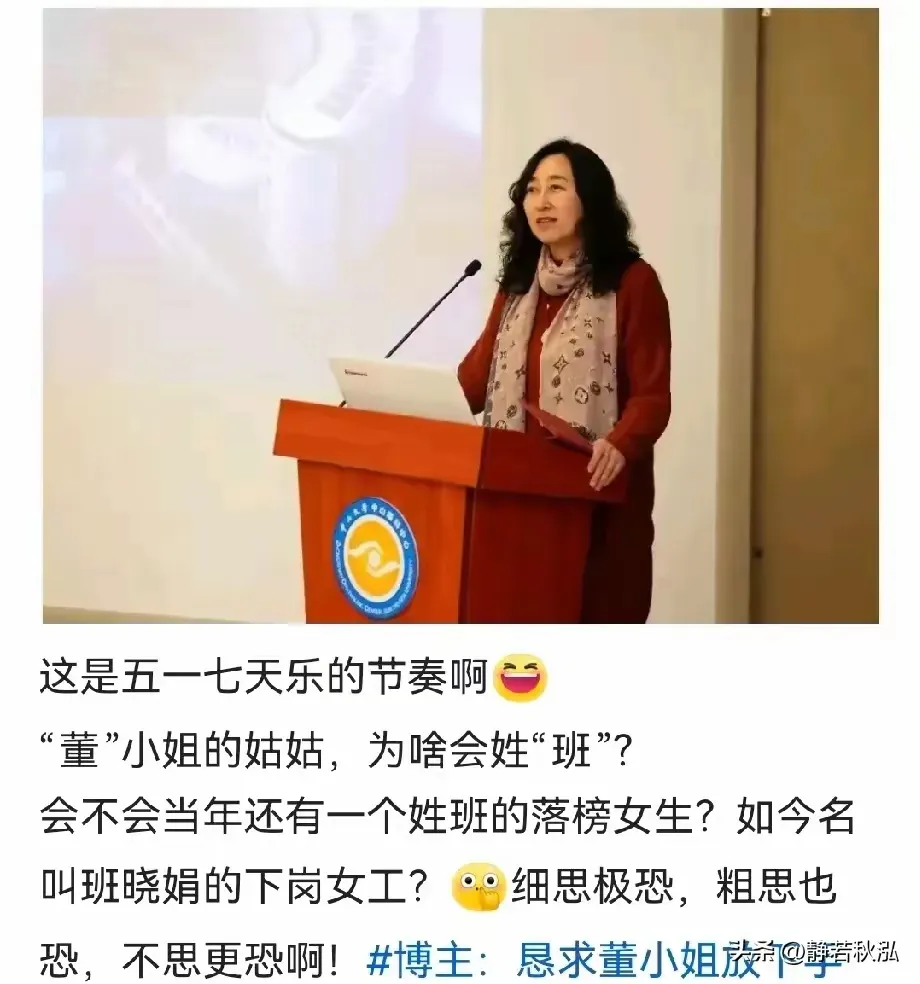 这是五一七天乐的节奏啊😆
“董”小姐的姑姑，为啥会姓“班”？
会不会当年还有一个姓班的落榜女生？如今名
叫班晓娟的下岗女工？🫢细思极恐，粗思也
恐，不思更恐啊！#博主：恳求董小姐放下手
头条 @静若秋泓